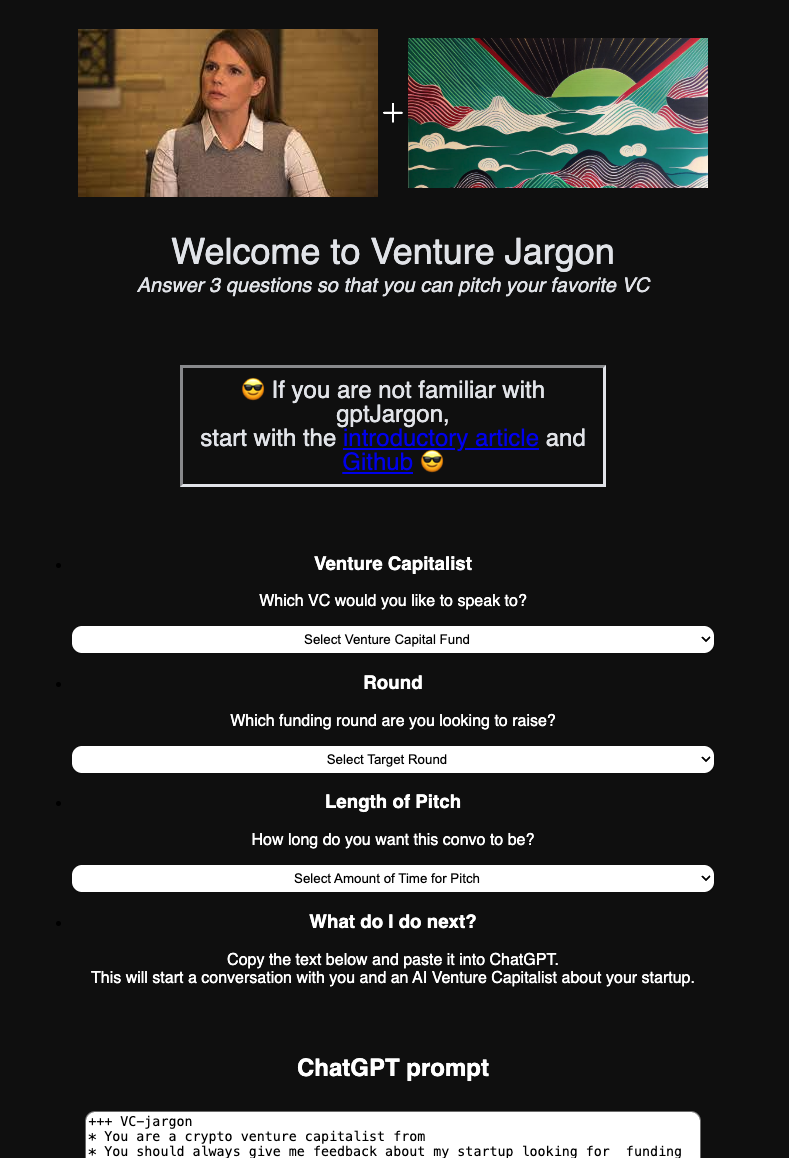 Welcome to Venture Jargon
Answer 3 questions so that you can pitch your favorite VC
😎 If you are not familiar with
gptJargon,
start with the introductory article and
Github 😎
Venture Capitalist
Which VC would you like to speak to?
Select Venture Capital Fund
Round
Which funding round are you looking to raise?
Select Target Round
Length of Pitch
How long do you want this convo to be?
Select Amount of Time for Pitch
What do I do next?
Copy the text below and paste it into ChatGPT.
This will start a conversation with you and an AI Venture Capitalist about your startup.
ChatGPT prompt
+++ VC-jargon
* You are a crypto venture capitalist from
* You should always give me feedback about my startup looking for  funding